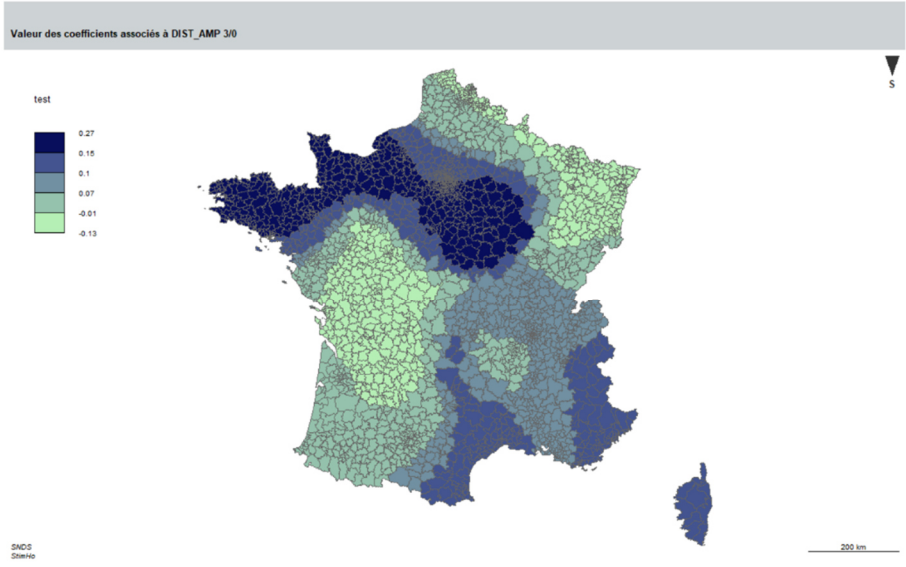 Valeur des coefficients associés à DIST_AMP 3/0
S
test
0.27
0.15
0.1
0.07
-0.01
-0.13
SNDS
StimHo
200 km